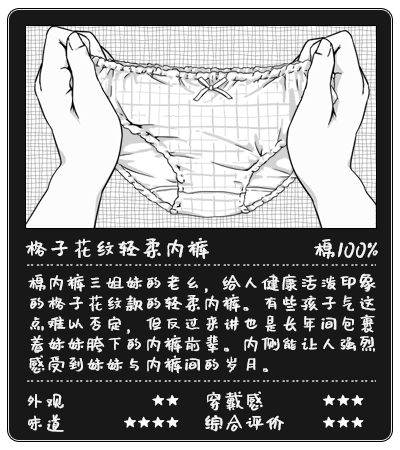 格子花纹轻柔内裤 棉100%
棉内裤三姐妹的老幺，给人健康活泼印象
的格子花纹款的轻柔内裤。有些孩子气这
点难以否定，但反过来讲也是长年间包裹
着妹妹胯下的内裤前辈。内侧能让人强烈
感受到妹妹与内裤间的岁月。
外观 ★★ 穿戴感 ★★★
味道 ★★★★ 综合评价 ★★★